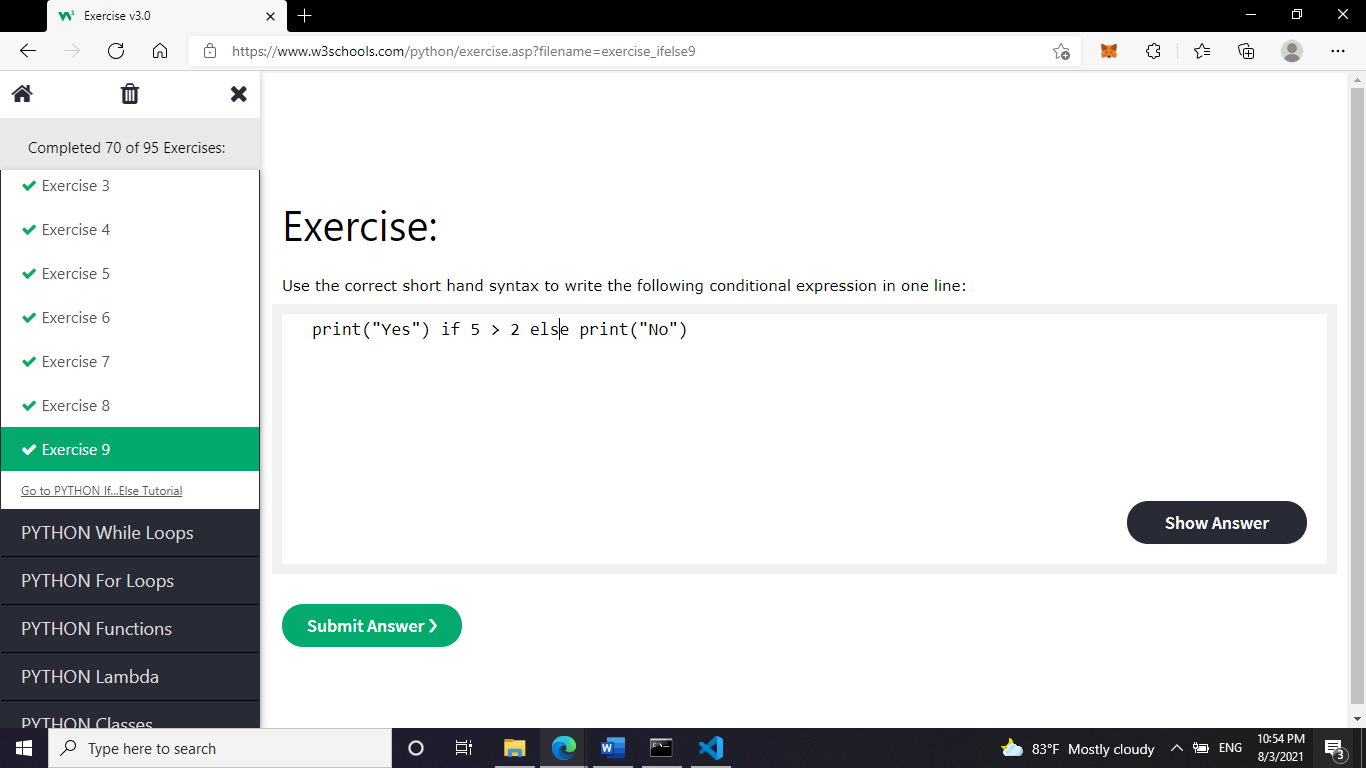 Exercise v3.0
https://www.w3schools.com/python/exercise.asp?filename=exercise_ifelse9
Completed 70 of 95 Exercises:
Exercise 3
Exercise 4
Exercise 5
Exercise 6
Exercise 7
Exercise 8
Exercise 9
Go to PYTHON If...Else Tutorial
PYTHON While Loops
PYTHON For Loops
PYTHON Functions
PYTHON Lambda
PYTHON Classes
Exercise:
Use the correct short hand syntax to write the following conditional expression in one line:
print("Yes") if 5 > 2 else print("No")
Show Answer
Submit Answer ❯
Type here to search
83°F Mostly cloudy
ENG
10:54 PM
8/3/2021
3